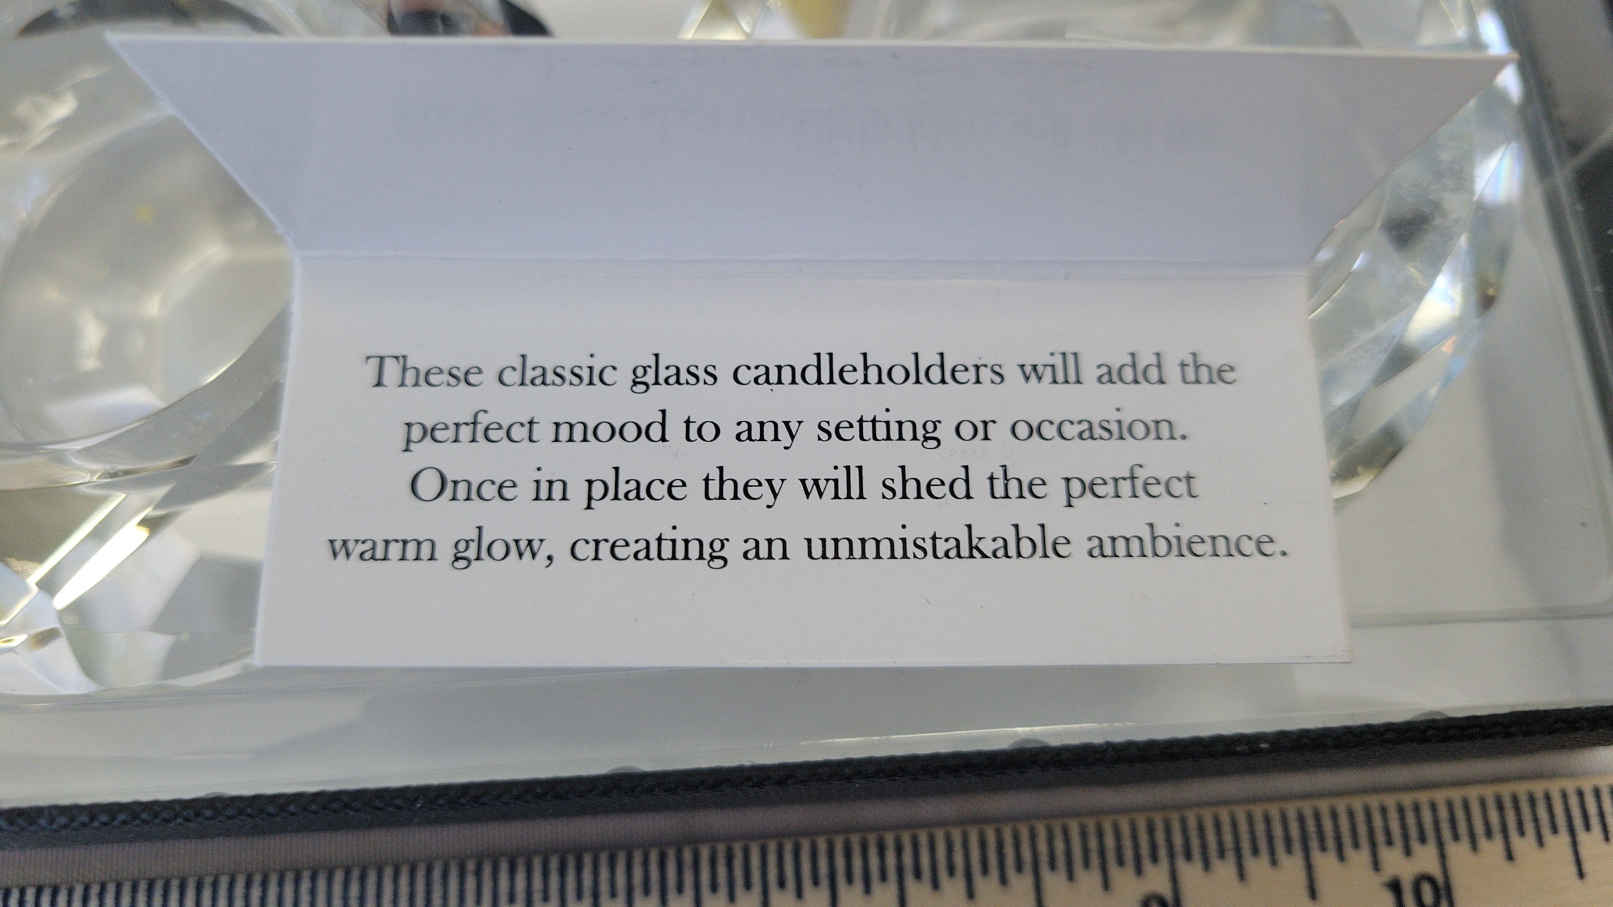 These classic glass candleholders will add the
perfect mood to any setting or occasion.
Once in place they will shed the perfect
warm glow, creating an unmistakable ambience.
10